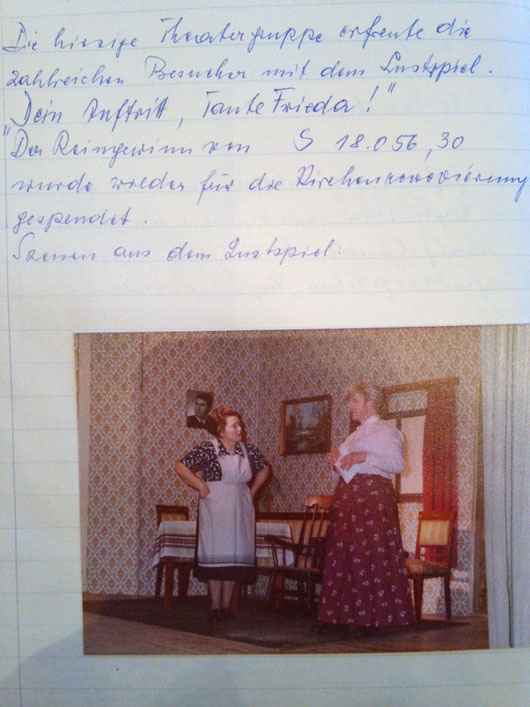 Die hiesige Theatergruppe erfreute die
zahlreichen Besucher mit dem Lustspiel.
"Dein Auftritt, Tante Frieda!"
Der Reingewinn von S 18.056,30
wurde wieder für die Kirchenrenovierung
gespendet.
Szenen aus dem Lustspiel: